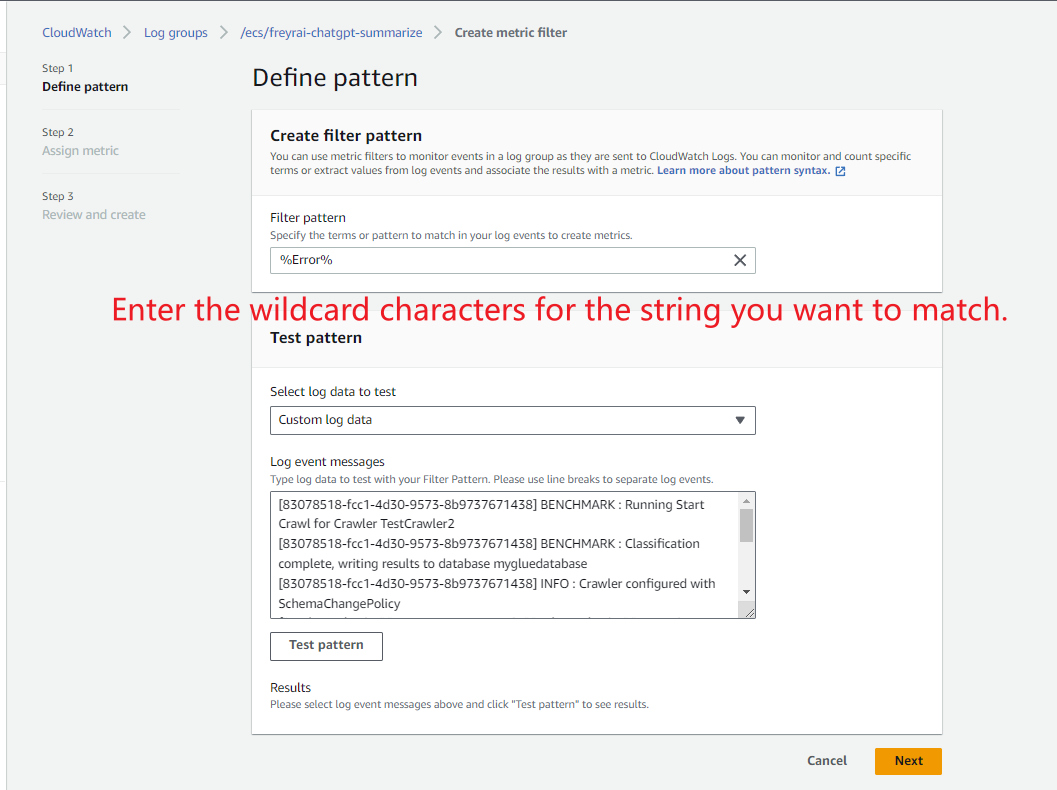 CloudWatch > Log groups > /ecs/freyrai-chatgpt-summarize > Create metric filter
Step 1
Define pattern
Step 2
Assign metric
Step 3
Review and create
Define pattern
Create filter pattern
You can use metric filters to monitor events in a log group as they are sent to CloudWatch Logs. You can monitor and count specific
terms or extract values from log events and associate the results with a metric. Learn more about pattern syntax.
Filter pattern
Specify the terms or pattern to match in your log events to create metrics.
%Error%
Enter the wildcard characters for the string you want to match.
Test pattern
Select log data to test
Custom log data
Log event messages
Type log data to test with your Filter Pattern. Please use line breaks to separate log events.
[83078518-fcc1-4d30-9573-8b9737671438] BENCHMARK : Running Start
Crawl for Crawler TestCrawler2
[83078518-fcc1-4d30-9573-8b9737671438] BENCHMARK : Classification
complete, writing results to database mygluedatabase
[83078518-fcc1-4d30-9573-8b9737671438] INFO : Crawler configured with
SchemaChangePolicy
Test pattern
Results
Please select log event messages above and click "Test pattern" to see results.
Cancel
Next